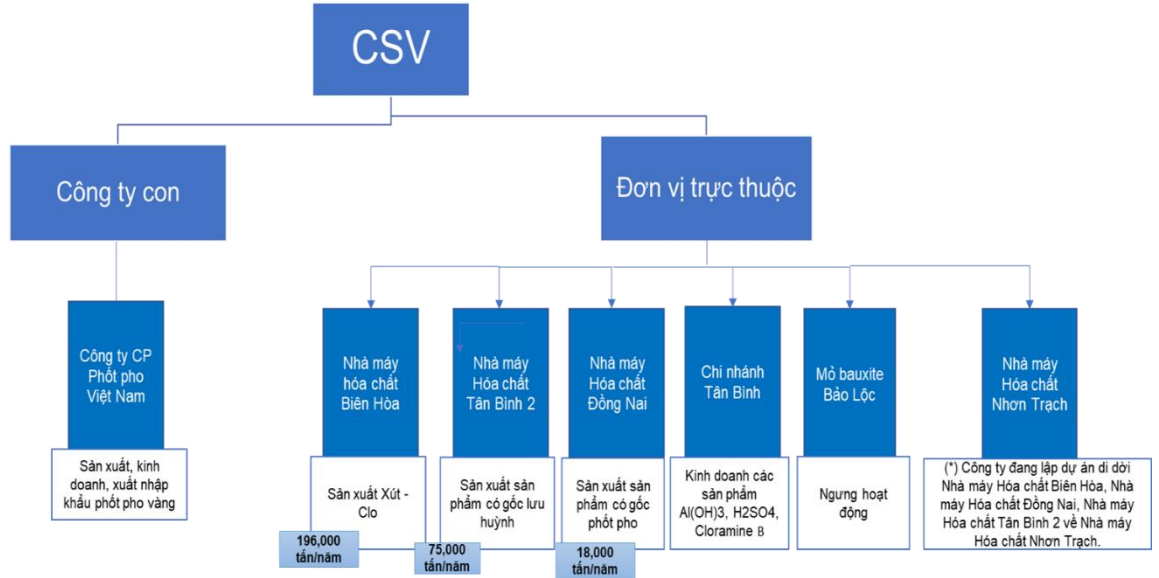 CSV
Công ty con
Đơn vị trực thuộc
Công ty CP
Phốt pho
Việt Nam
Nhà máy
hóa chất
Biên Hòa
Nhà máy
Hóa chất
Tân Bình 2
Nhà máy
Hóa chất
Đồng Nai
Chi nhánh
Tân Bình
Mỏ bauxite
Bảo Lộc
Nhà máy
Hóa chất
Nhơn Trạch
Sản xuất, kinh
doanh, xuất nhập
khẩu phốt pho vàng
Sản xuất Xút -
Clo
196,000
tấn/năm
Sản xuất sản
phẩm có gốc lưu
huỳnh
75,000
tấn/năm
Sản xuất sản
phẩm có gốc
phốt pho
18,000
tấn/năm
Kinh doanh các
sản phẩm
Al(OH)3, H2SO4,
Cloramine B
Ngưng hoạt
động
(*) Công ty đang lập dự án di dời
Nhà máy Hóa chất Biên Hòa, Nhà
máy Hóa chất Đồng Nai, Nhà máy
Hóa chất Tân Bình 2 về Nhà máy
Hóa chất Nhơn Trạch.